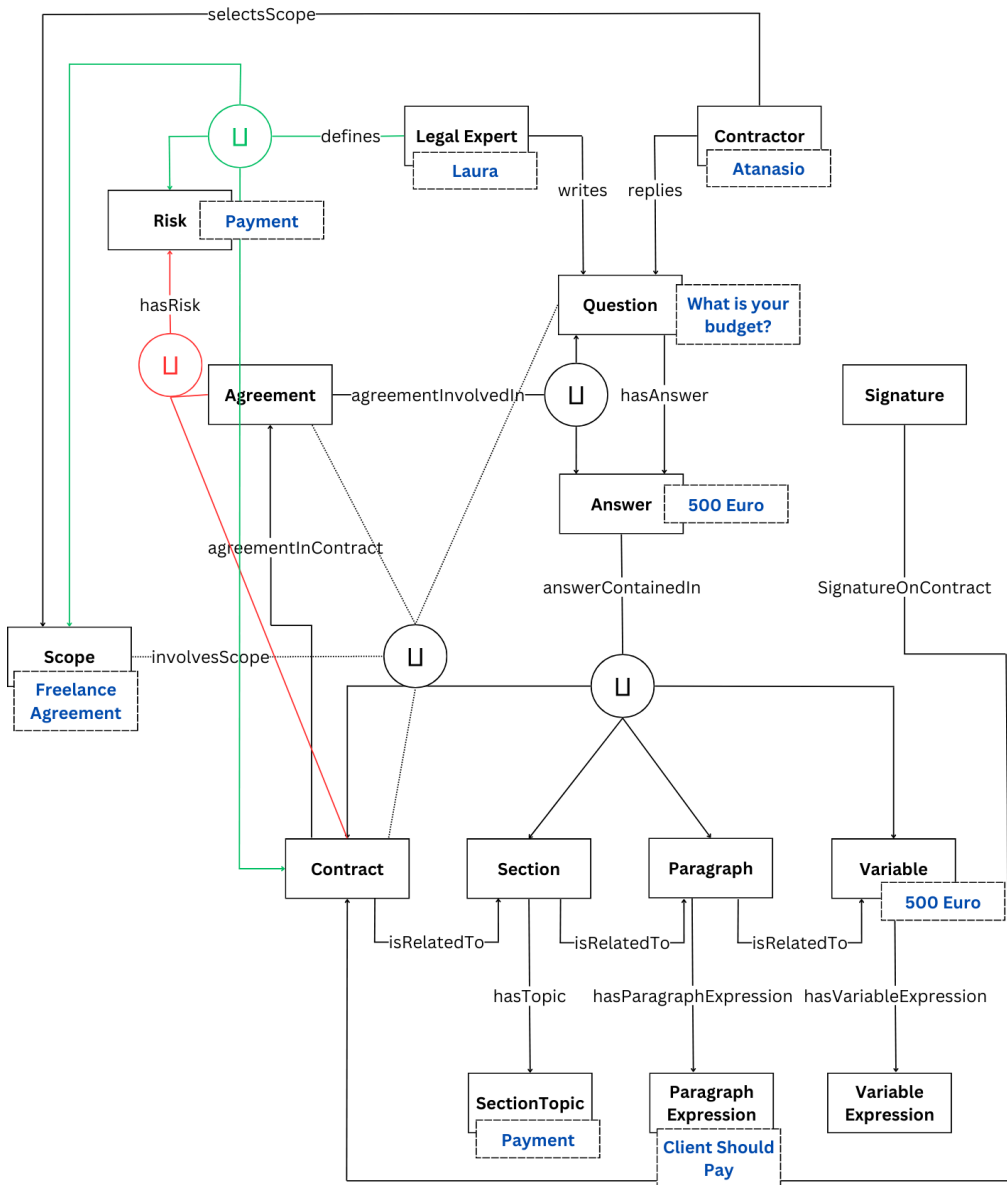 selectsScope
⊔
defines
Legal Expert
Contractor
Laura
Atanasio
writes
replies
Risk
Payment
hasRisk
Question
What is your
budget?
⊔
Agreement
agreementInvolvedIn
⊔
hasAnswer
Signature
Answer
500 Euro
agreementInContract
answerContainedIn
SignatureOnContract
Scope
involvesScope
⊔
Freelance
Agreement
⊔
Contract
Section
Paragraph
Variable
500 Euro
isRelatedTo
isRelatedTo
isRelatedTo
hasTopic
hasParagraphExpression
hasVariableExpression
SectionTopic
Payment
Paragraph
Expression
Client Should
Pay
Variable
Expression